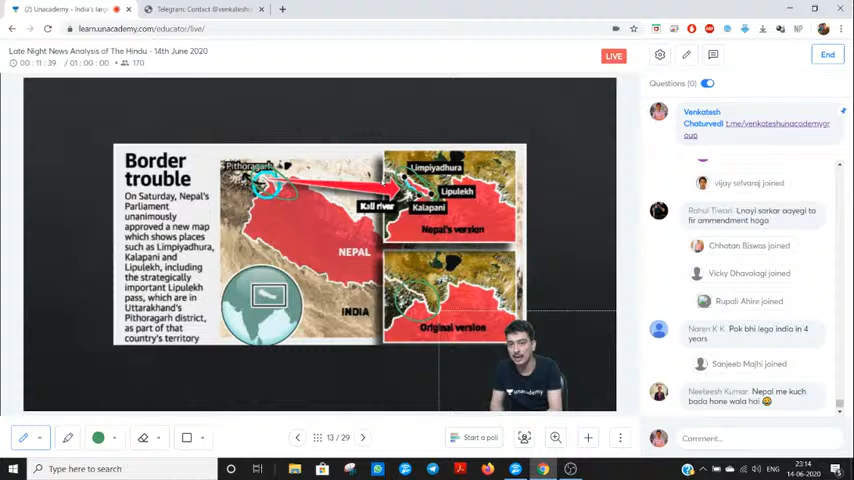 (2) Unacademy - India's larg
Telegram: Contact @venkateshu
learn.unacademy.com/educator/live/
NP
Late Night News Analysis of The Hindu - 14th June 2020
00 : 11 : 39 / 01 : 00 : 00 • 170
LIVE
End
Questions (0)
Venkatesh
Chaturvedi t.me/venkateshunacademygr
oup
vijay selvaraj joined
Rahul Tiwari Lnayi sarkar aayegi to
fir ammendment hoga
Chhotan Biswas joined
Vicky Dhavalagi joined
Rupali Ahire joined
Naren K K Pok bhi lega india in 4
years
Sanjeeb Majhi joined
Neeteesh Kumar Nepal me kuch
bada hone wala hai
Comment...
Border
trouble
On Saturday, Nepal's
Parliament
unanimously
approved a new map
which shows places
such as Limpiyadhura,
Kalapani and
Lipulekh, including
the strategically
important Lipulekh
pass, which are in
Uttarakhand's
Pithoragarh district,
as part of that
country's territory
Pithoragarh
NEPAL
INDIA
Limpiyadhura
Lipulekh
Kali river
Kalapani
Nepal's version
Original version
unacademy
13 / 29
Start a poll
Type here to search
ENG
23:14
14-06-2020